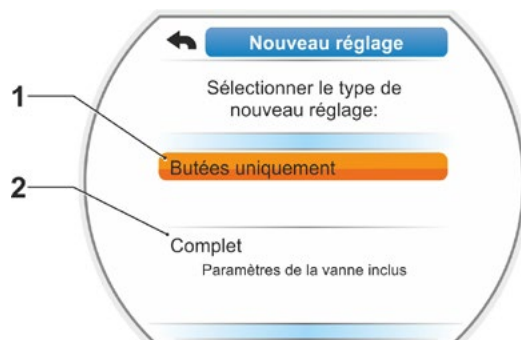 Nouveau réglage
Sélectionner le type de
nouveau réglage:
1
Butées uniquement
2
Complet
Paramètres de la vanne inclus